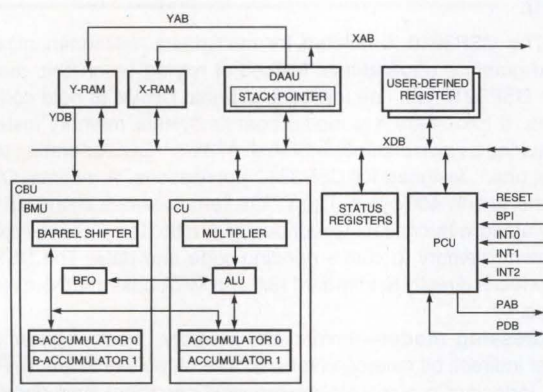 YAB
XAB
DAAU
Y-RAM
X-RAM
STACK POINTER
USER-DEFINED
REGISTER
YDB
XDB
CBU
BMU
CU
BARREL SHIFTER
MULTIPLIER
BFO
ALU
B-ACCUMULATOR 0
B-ACCUMULATOR 1
ACCUMULATOR 0
ACCUMULATOR 1
STATUS
REGISTERS
PCU
RESET
BPI
INT0
INT1
INT2
PAB
PDB